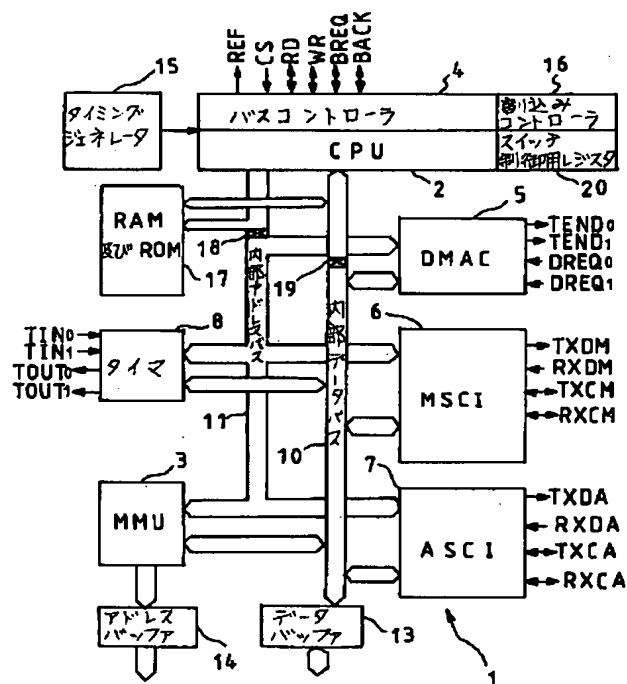 REF
CS
RD
WR
BREQ
BACK
15
4
16
タイミング
ジェネレータ
バスコントローラ
割り込み
コントローラ
CPU
スイッチ
制御用レジスタ
2
20
RAM
及びROM
18
17
19
5
DMAC
TEND0
TEND1
DREQ0
DREQ1
内部アドレスバス
内部データバス
8
TIN0
TIN1
TOUT0
TOUT1
タイマ
6
MSCI
TXDM
RXDM
TXCM
RXCM
11
10
3
MMU
7
ASCI
TXDA
RXDA
TXCA
RXCA
アドレス
バッファ
14
データ
バッファ
13
1